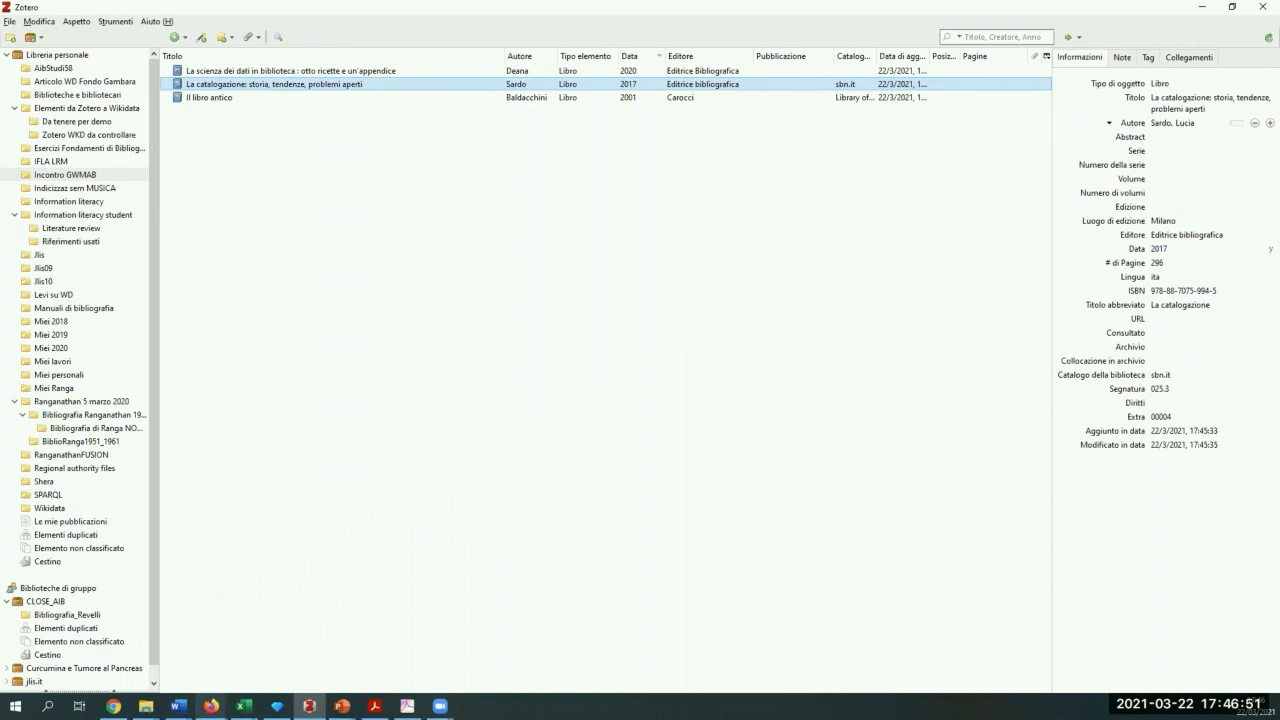 Zotero
File Modifica Aspetto Strumenti Aiuto (H)
Titolo, Creatore, Anno
Titolo Autore Tipo elemento Data Editore Pubblicazione Catalog... Data di agg... Posiz... Pagine
La scienza dei dati in biblioteca : otto ricette e un'appendice Deana Libro 2020 Editrice Bibliografica 22/3/2021, 1...
La catalogazione: storia, tendenze, problemi aperti Sardo Libro 2017 Editrice bibliografica sbn.it 22/3/2021, 1...
Il libro antico Baldacchini Libro 2001 Carocci Library of... 22/3/2021, 1...
Libreria personale
AibStudi58
Articolo WD Fondo Gambara
Biblioteche e bibliotecari
Elementi da Zotero a Wikidata
Da tenere per demo
Zotero WKD da controllare
Esercizi Fondamenti di Bibliog...
IFLA LRM
Incontro GWMAB
Indicizzaz sem MUSICA
Information literacy
Information literacy student
Literature review
Riferimenti usati
Jlis
Jlis09
Jlis10
Levi su WD
Manuali di bibliografia
Miei 2018
Miei 2019
Miei 2020
Miei lavori
Miei personali
Miei Ranga
Ranganathan 5 marzo 2020
Bibliografia Ranganathan 19...
Bibliografia di Ranga NO...
BiblioRanga1951_1961
RanganathanFUSION
Regional authority files
Shera
SPARQL
Wikidata
Le mie pubblicazioni
Elementi duplicati
Elemento non classificato
Cestino
Biblioteche di gruppo
CLOSE_AIB
Bibliografia_Revelli
Elementi duplicati
Elemento non classificato
Cestino
Curcumina e Tumore al Pancreas
jlis.it
Informazioni Note Tag Collegamenti
Tipo di oggetto Libro
Titolo La catalogazione: storia, tendenze,
problemi aperti
Autore Sardo, Lucia
Abstract
Serie
Numero della serie
Volume
Numero di volumi
Edizione
Luogo di edizione Milano
Editore Editrice bibliografica
Data 2017 y
# di Pagine 296
Lingua ita
ISBN 978-88-7075-994-5
Titolo abbreviato La catalogazione
URL
Consultato
Archivio
Collocazione in archivio
Catalogo della biblioteca sbn.it
Segnatura 025.3
Diritti
Extra 00004
Aggiunto in data 22/3/2021, 17:45:33
Modificato in data 22/3/2021, 17:45:35
2021-03-22 17:46:51
22/03/2021